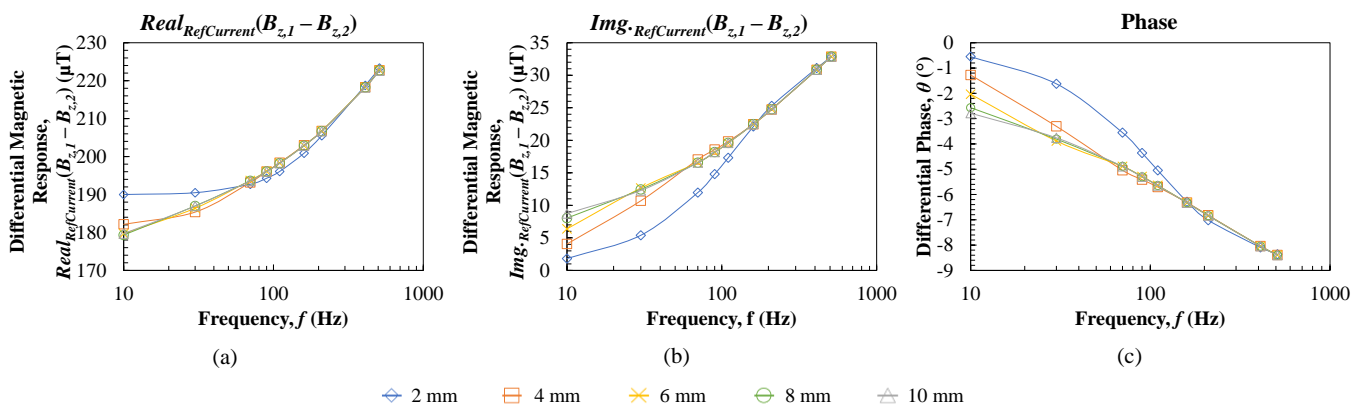 Real_RefCurrent(B_z,1 – B_z,2)
Differential Magnetic
Response,
Real_RefCurrent(B_z,1 – B_z,2) (µT)
230
220
210
200
190
180
170
10
100
1000
Frequency, f (Hz)
(a)
Img._RefCurrent(B_z,1 – B_z,2)
Differential Magnetic
Response,
Img._RefCurrent(B_z,1 – B_z,2) (µT)
35
30
25
20
15
10
5
0
10
100
1000
Frequency, f (Hz)
(b)
Phase
Differential Phase, θ (°)
0
-1
-2
-3
-4
-5
-6
-7
-8
-9
10
100
1000
Frequency, f (Hz)
(c)
2 mm
4 mm
6 mm
8 mm
10 mm